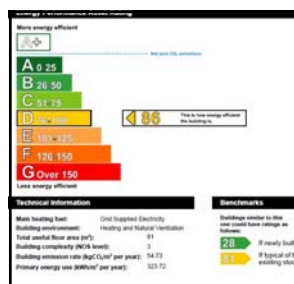 Energy Performance Asset Rating
More energy efficient
A+
Net zero CO₂ emissions
A 0-25
B 26-50
C 51-75
D 76-100
86
This is how energy efficient
the building is.
E 101-125
F 126-150
G Over 150
Less energy efficient
Technical Information
Main heating fuel: Grid Supplied Electricity
Building environment: Heating and Natural Ventilation
Total useful floor area (m²): 61
Building complexity (NOS level): 3
Building emission rate (kgCO₂/m² per year): 54.73
Primary energy use (kWh/m² per year): 323.72
Benchmarks
Buildings similar to this
one could have ratings as
follows:
28
If newly buil
If typical of t
existing stoc